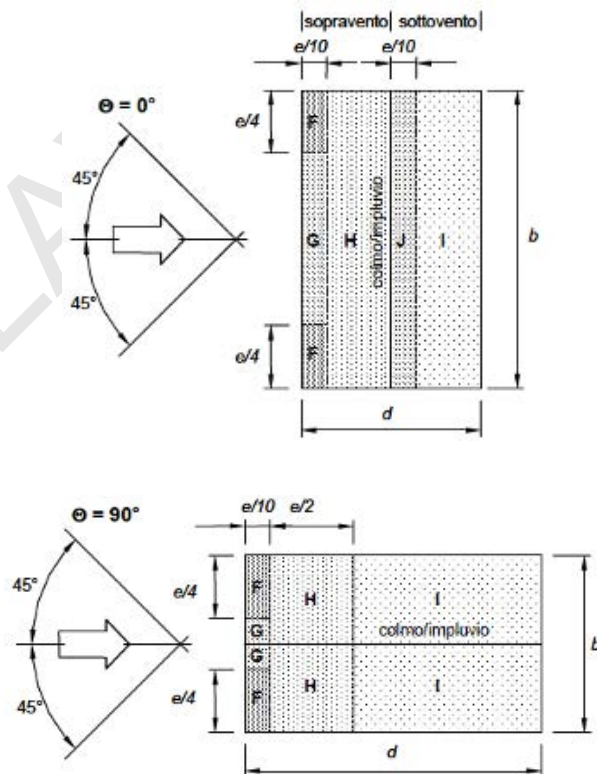 sopravento sottovento
e/10 e/10
Θ = 0°
e/4
45°
45°
F
G H J I
colmo/impluvio
b
e/4
F
d
e/10 e/2
Θ = 90°
45°
45°
e/4
F H I
G colmo/impluvio
G
b
e/4
F H I
d